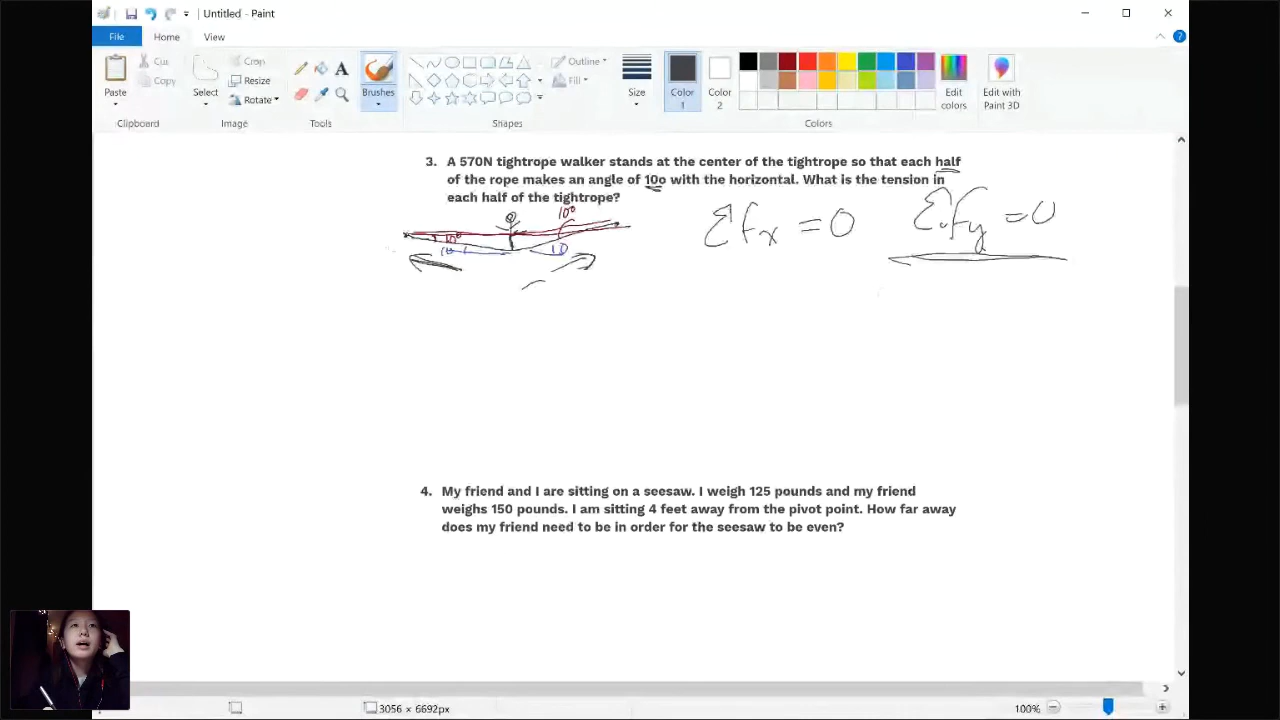 Untitled - Paint
File
Home
View
Paste
Cut
Copy
Clipboard
Select
Crop
Resize
Rotate
Image
A
Tools
Brushes
Outline
Fill
Shapes
Size
Color
1
Color
2
Edit
colors
Edit with
Paint 3D
Colors
3. A 570N tightrope walker stands at the center of the tightrope so that each half
of the rope makes an angle of 10o with the horizontal. What is the tension in
each half of the tightrope?
10°
10°
10
10
Σfx = 0
Σfy = 0
4. My friend and I are sitting on a seesaw. I weigh 125 pounds and my friend
weighs 150 pounds. I am sitting 4 feet away from the pivot point. How far away
does my friend need to be in order for the seesaw to be even?
3056 × 6692px
100%